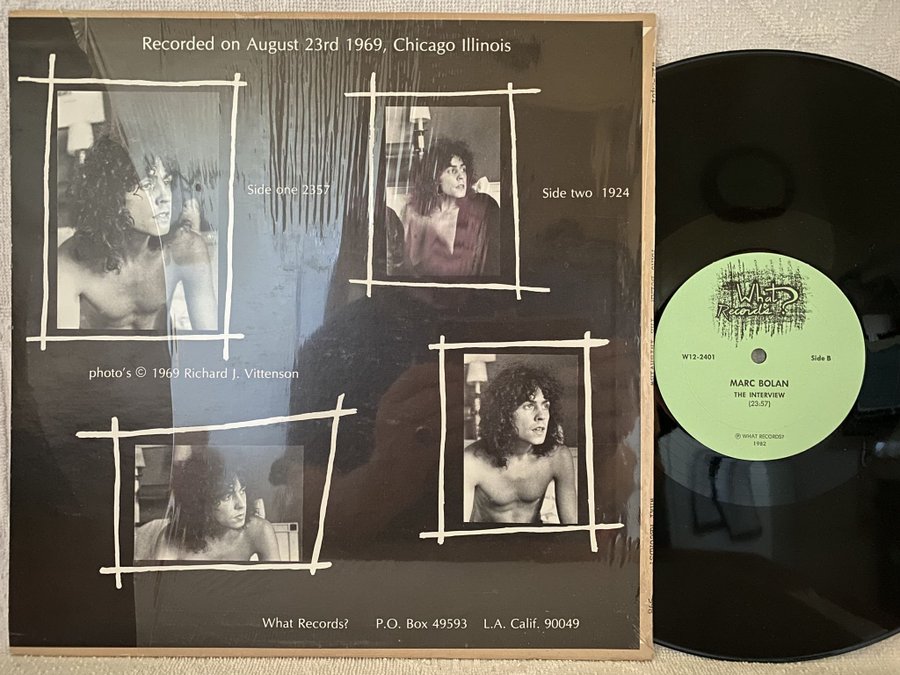 Recorded on August 23rd 1969, Chicago Illinois
Side one 2357
Side two 1924
photo's © 1969 Richard J. Vittenson
What Records? P.O. Box 49593 L.A. Calif. 90049
What
Records?
W12-2401
Side B
MARC BOLAN
THE INTERVIEW
(23:57)
℗ WHAT RECORDS?
1982